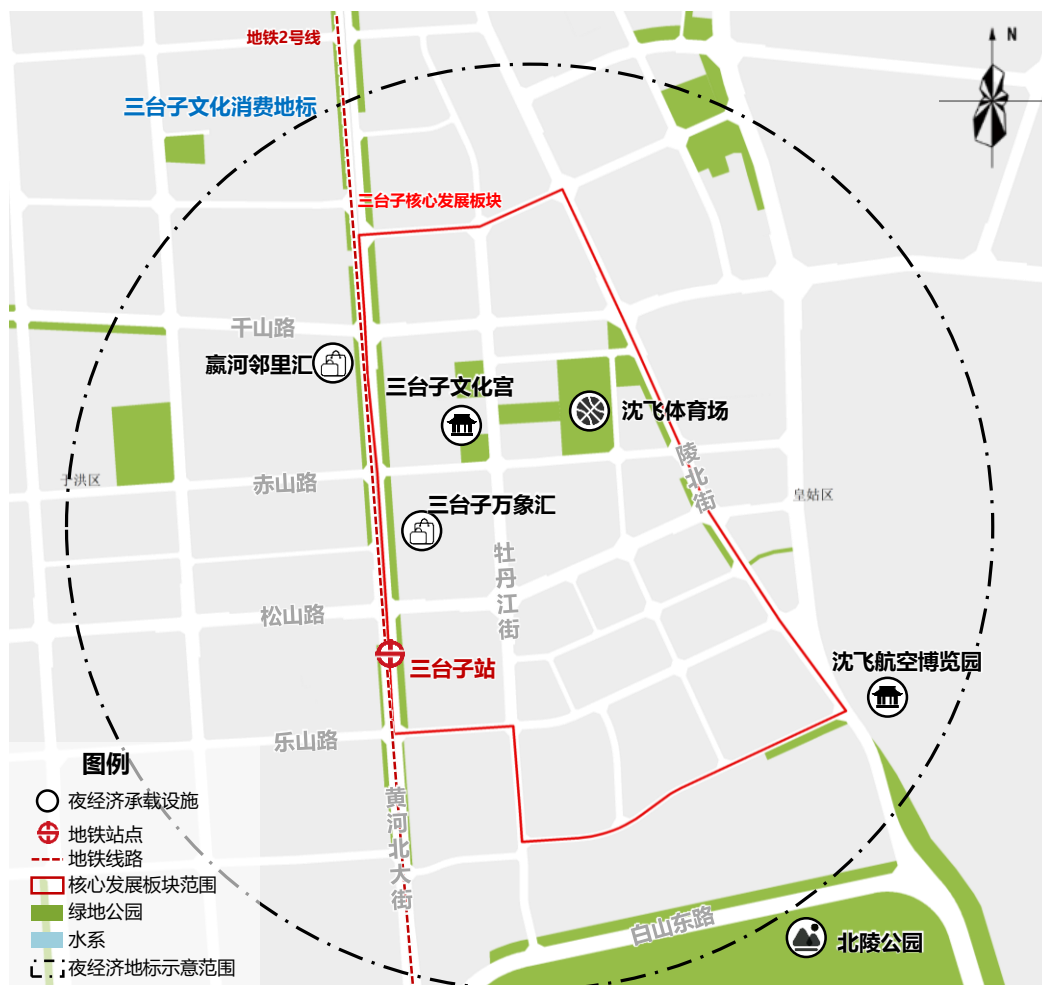 地铁2号线
N
三台子文化消费地标
三台子核心发展板块
千山路
赢河邻里汇
三台子文化宫
沈飞体育场
陵北街
于洪区
赤山路
皇姑区
三台子万象汇
牡丹江街
松山路
三台子站
沈飞航空博览园
乐山路
图例
夜经济承载设施
地铁站点
地铁线路
核心发展板块范围
绿地公园
水系
夜经济地标示意范围
黄河北大街
白山东路
北陵公园